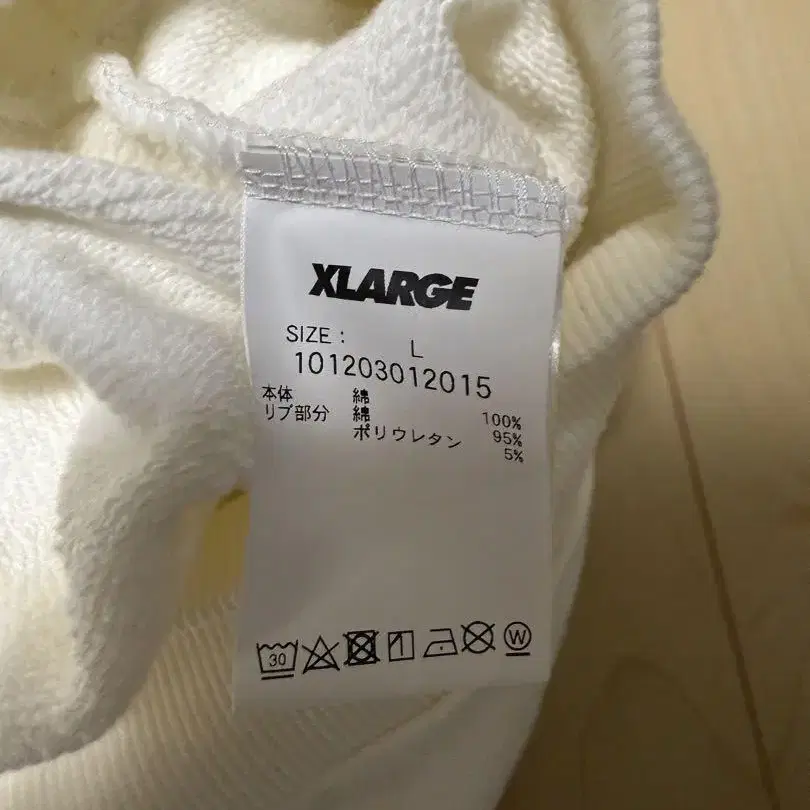 XLARGE
SIZE : L
101203012015
本体 綿 100%
リブ部分 綿 95%
ポリウレタン 5%
30 W